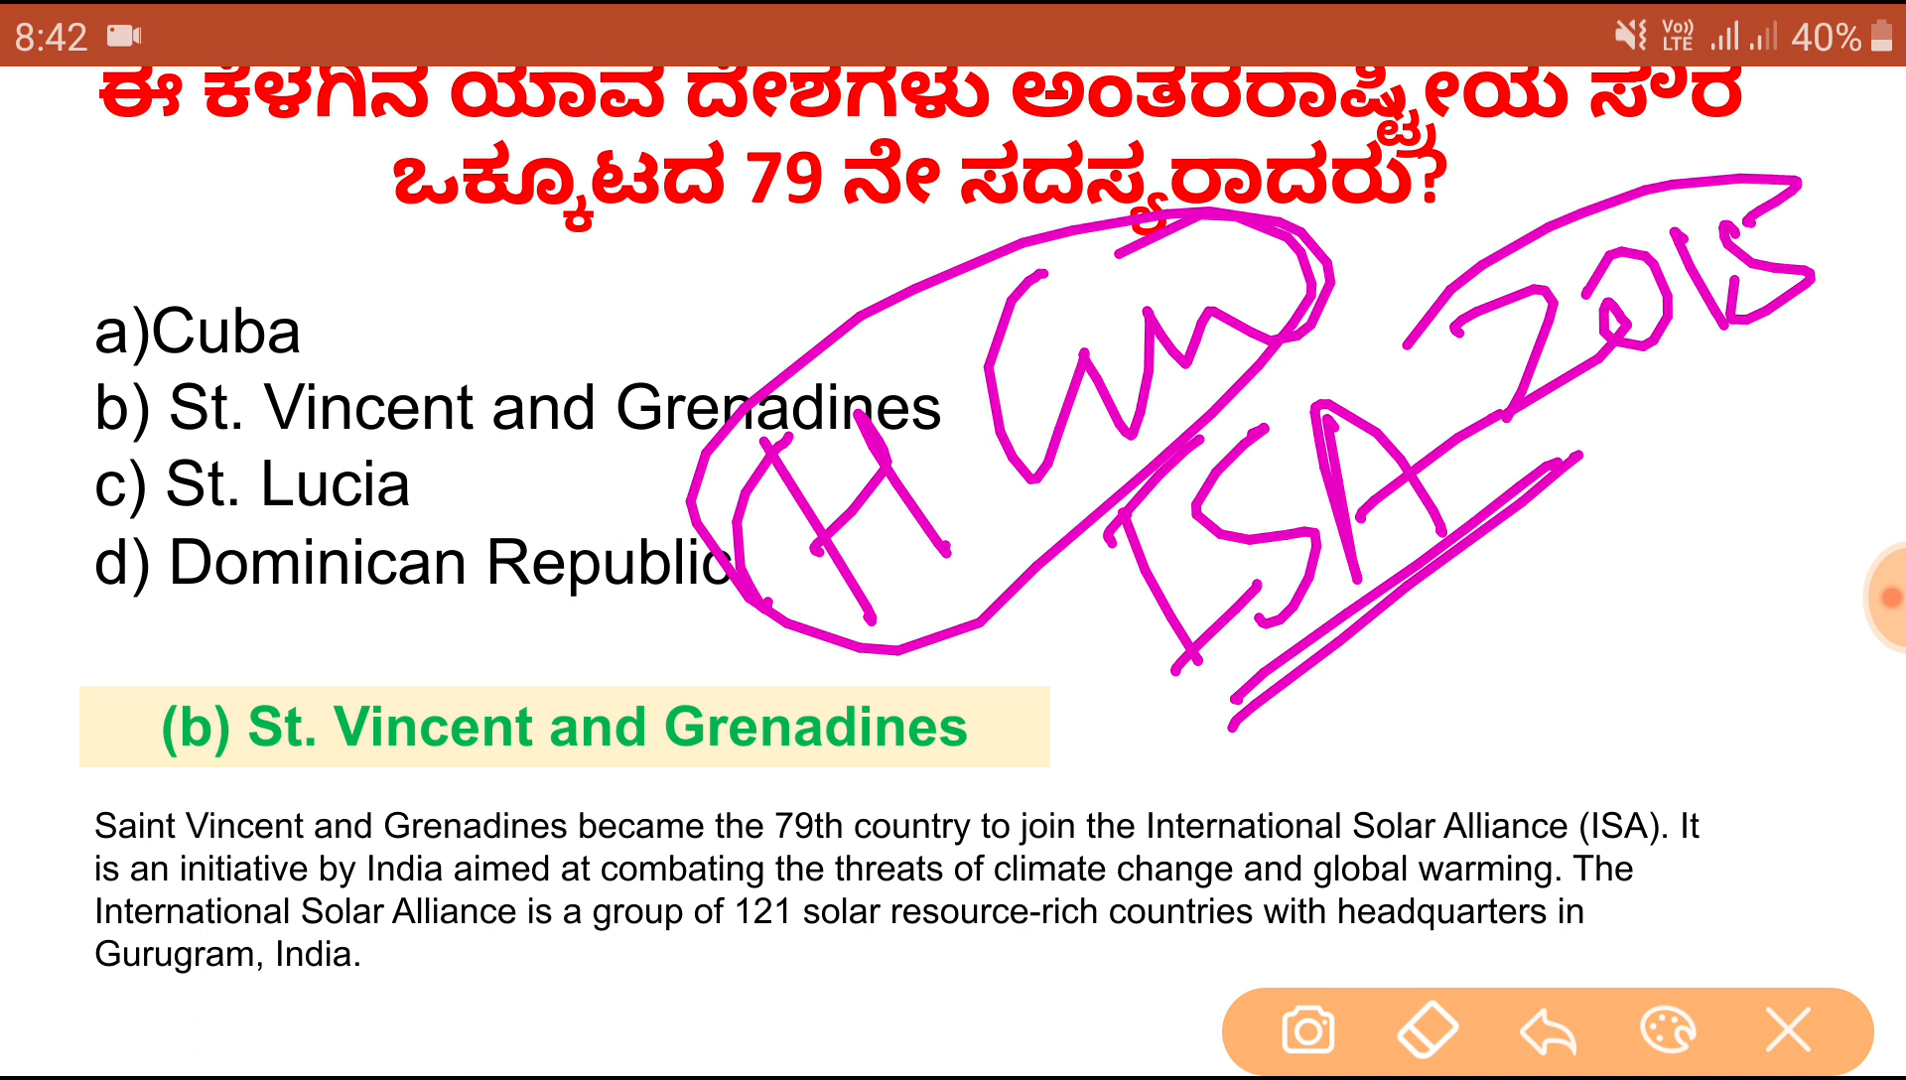 8:42
Vo)) LTE 40%
ಈ ಕೆಳಗಿನ ಯಾವ ದೇಶಗಳು ಅಂತರರಾಷ್ಟ್ರೀಯ ಸೌರ
ಒಕ್ಕೂಟದ 79 ನೇ ಸದಸ್ಯರಾದರು?
a)Cuba
b) St. Vincent and Grenadines
c) St. Lucia
d) Dominican Republic
ISA 2015
(b) St. Vincent and Grenadines
Saint Vincent and Grenadines became the 79th country to join the International Solar Alliance (ISA). It
is an initiative by India aimed at combating the threats of climate change and global warming. The
International Solar Alliance is a group of 121 solar resource-rich countries with headquarters in
Gurugram, India.